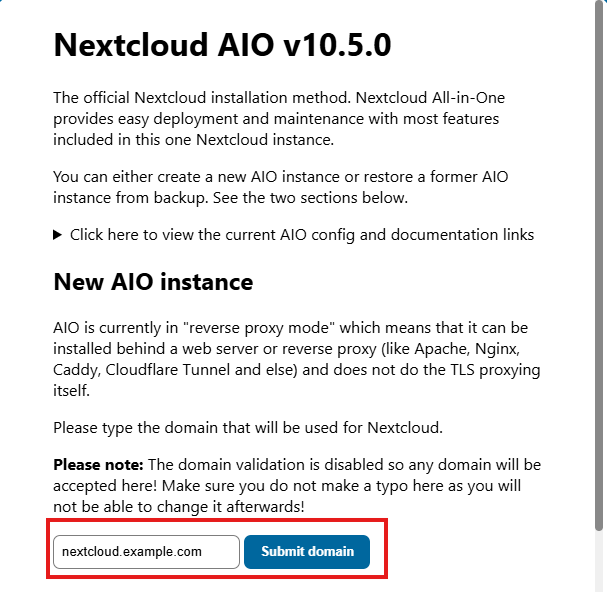 Nextcloud AIO v10.5.0
The official Nextcloud installation method. Nextcloud All-in-One
provides easy deployment and maintenance with most features
included in this one Nextcloud instance.
You can either create a new AIO instance or restore a former AIO
instance from backup. See the two sections below.
Click here to view the current AIO config and documentation links
New AIO instance
AIO is currently in "reverse proxy mode" which means that it can be
installed behind a web server or reverse proxy (like Apache, Nginx,
Caddy, Cloudflare Tunnel and else) and does not do the TLS proxying
itself.
Please type the domain that will be used for Nextcloud.
Please note: The domain validation is disabled so any domain will be
accepted here! Make sure you do not make a typo here as you will
not be able to change it afterwards!
nextcloud.example.com Submit domain